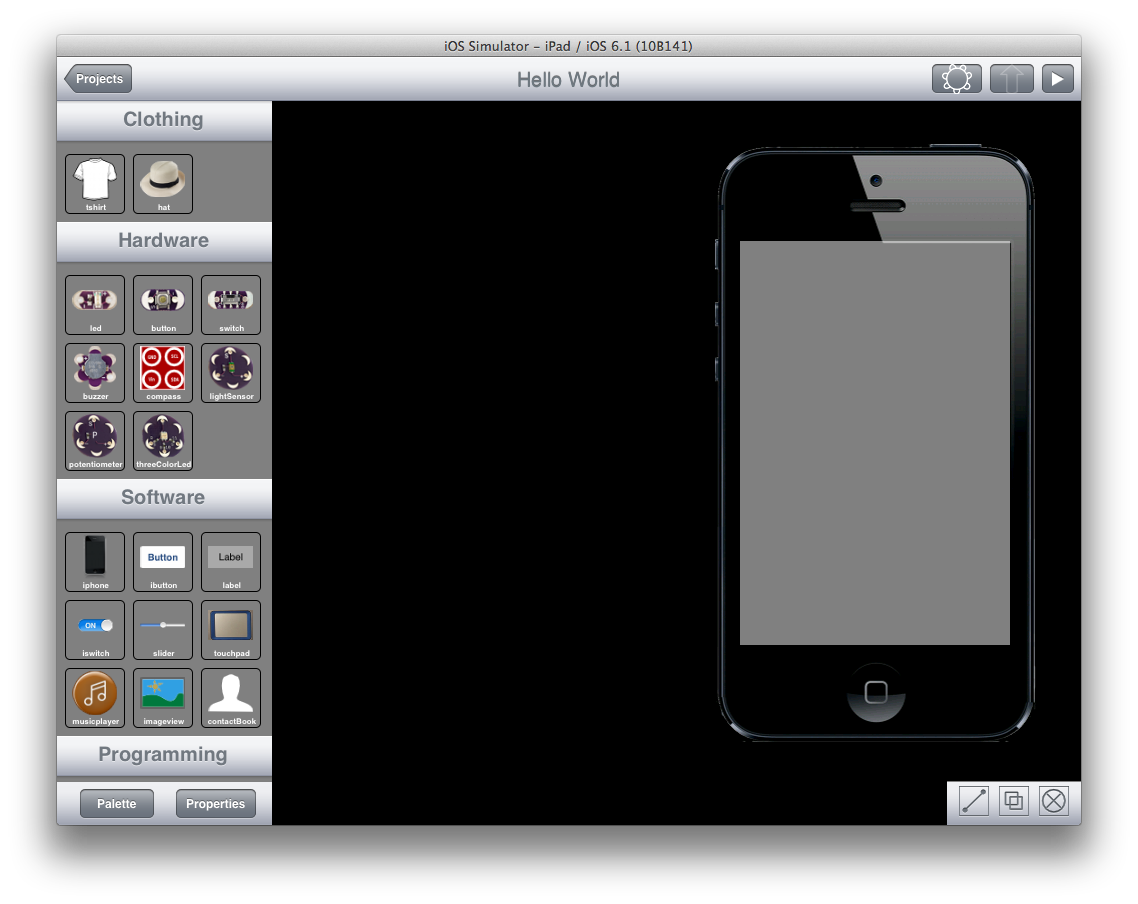 iOS Simulator – iPad / iOS 6.1 (10B141)
Projects
Hello World
Clothing
tshirt
hat
Hardware
led
button
switch
buzzer
GND
SCL
Vin
SDA
compass
S
lightSensor
S
P
potentiometer
threeColorLed
Software
iphone
Button
ibutton
Label
label
ON
iswitch
slider
touchpad
musicplayer
imageview
contactBook
Programming
Palette
Properties